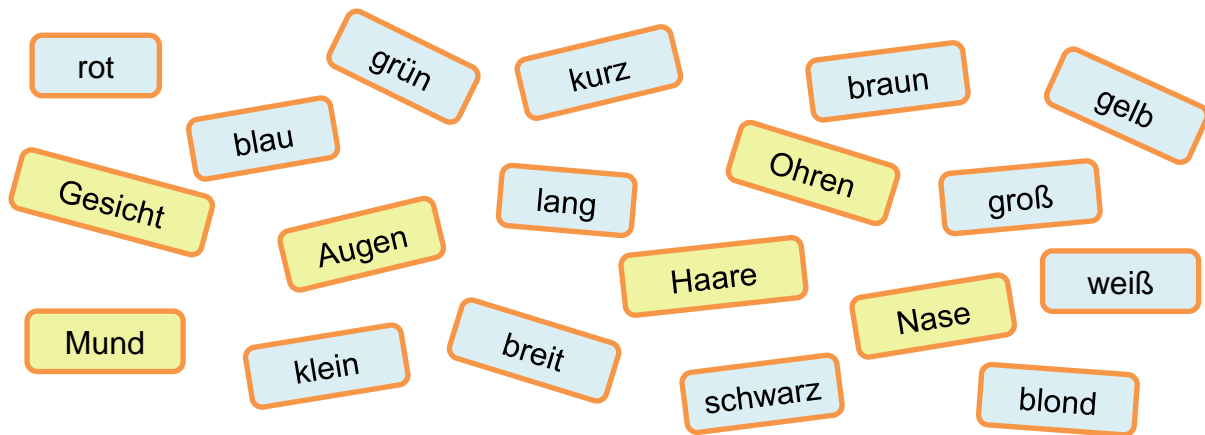 rot
grün
kurz
braun
gelb
blau
Gesicht
lang
Ohren
groß
Augen
Haare
weiß
Mund
klein
breit
Nase
schwarz
blond